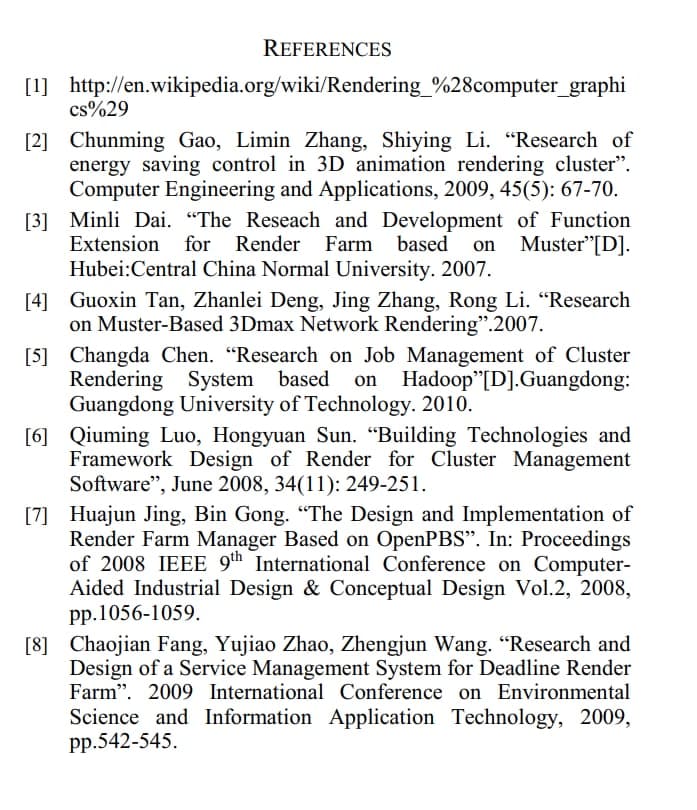 REFERENCES
[1] http://en.wikipedia.org/wiki/Rendering_%28computer_graphi
cs%29
[2] Chunming Gao, Limin Zhang, Shiying Li. “Research of
energy saving control in 3D animation rendering cluster”.
Computer Engineering and Applications, 2009, 45(5): 67-70.
[3] Minli Dai. “The Reseach and Development of Function
Extension for Render Farm based on Muster”[D].
Hubei:Central China Normal University. 2007.
[4] Guoxin Tan, Zhanlei Deng, Jing Zhang, Rong Li. “Research
on Muster-Based 3Dmax Network Rendering”.2007.
[5] Changda Chen. “Research on Job Management of Cluster
Rendering System based on Hadoop”[D].Guangdong:
Guangdong University of Technology. 2010.
[6] Qiuming Luo, Hongyuan Sun. “Building Technologies and
Framework Design of Render for Cluster Management
Software”, June 2008, 34(11): 249-251.
[7] Huajun Jing, Bin Gong. “The Design and Implementation of
Render Farm Manager Based on OpenPBS”. In: Proceedings
of 2008 IEEE 9th International Conference on Computer-
Aided Industrial Design & Conceptual Design Vol.2, 2008,
pp.1056-1059.
[8] Chaojian Fang, Yujiao Zhao, Zhengjun Wang. “Research and
Design of a Service Management System for Deadline Render
Farm”. 2009 International Conference on Environmental
Science and Information Application Technology, 2009,
pp.542-545.